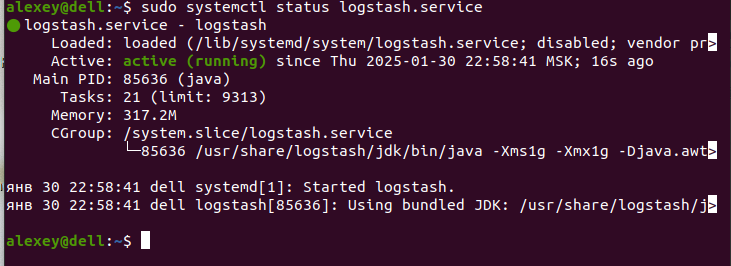 alexey@dell:~$ sudo systemctl status logstash.service
● logstash.service - logstash
Loaded: loaded (/lib/systemd/system/logstash.service; disabled; vendor pr>
Active: active (running) since Thu 2025-01-30 22:58:41 MSK; 16s ago
Main PID: 85636 (java)
Tasks: 21 (limit: 9313)
Memory: 317.2M
CGroup: /system.slice/logstash.service
└─85636 /usr/share/logstash/jdk/bin/java -Xms1g -Xmx1g -Djava.awt>
янв 30 22:58:41 dell systemd[1]: Started logstash.
янв 30 22:58:41 dell logstash[85636]: Using bundled JDK: /usr/share/logstash/j>
alexey@dell:~$